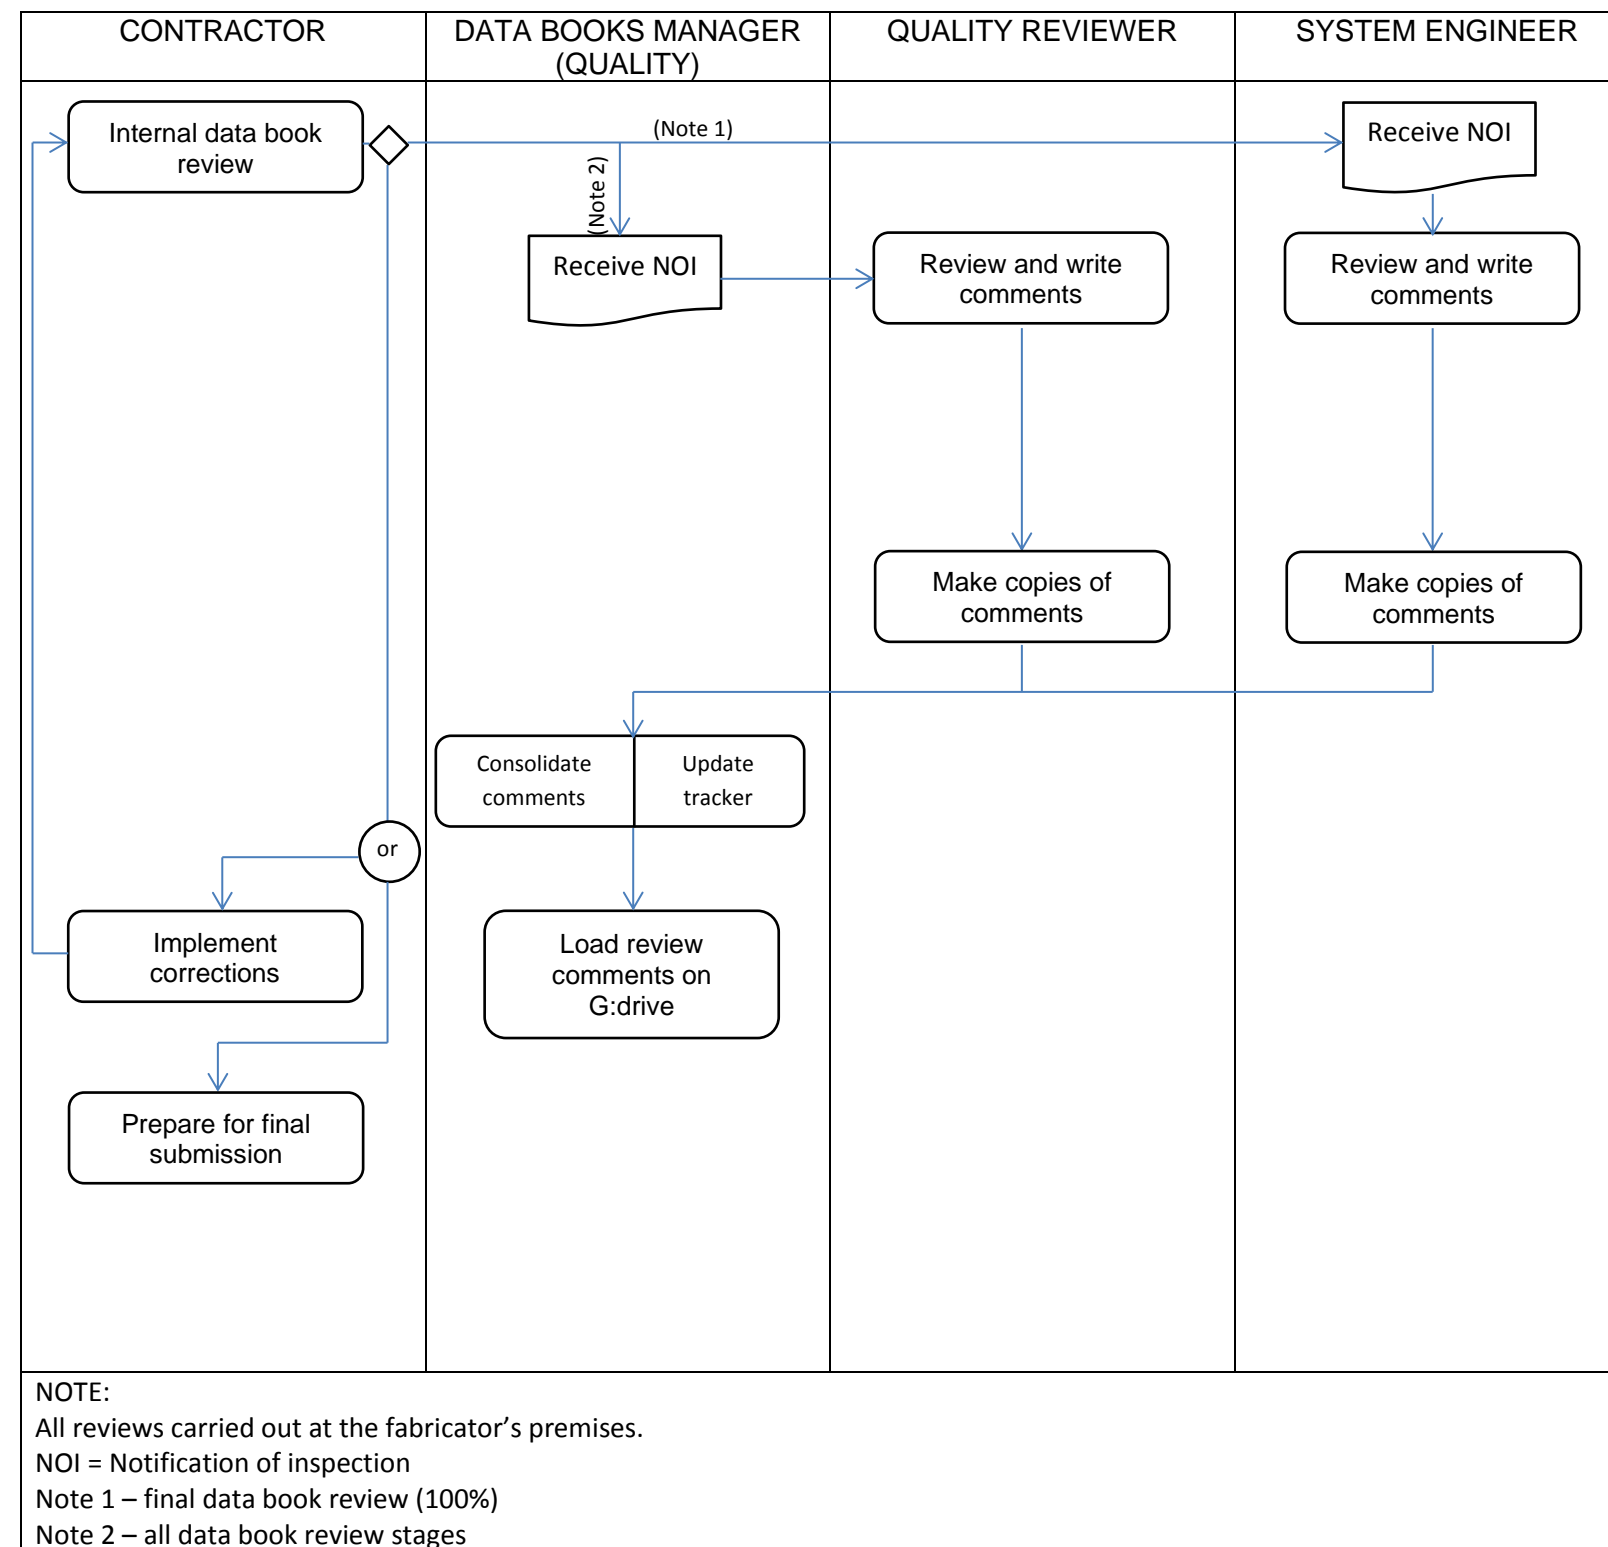 CONTRACTOR
DATA BOOKS MANAGER
(QUALITY)
QUALITY REVIEWER
SYSTEM ENGINEER
Internal data book
review
(Note 1)
(Note 2)
Receive NOI
Receive NOI
Review and write
comments
Review and write
comments
Make copies of
comments
Make copies of
comments
Consolidate
comments
Update
tracker
or
Implement
corrections
Load review
comments on
G:drive
Prepare for final
submission
NOTE:
All reviews carried out at the fabricator’s premises.
NOI = Notification of inspection
Note 1 – final data book review (100%)
Note 2 – all data book review stages